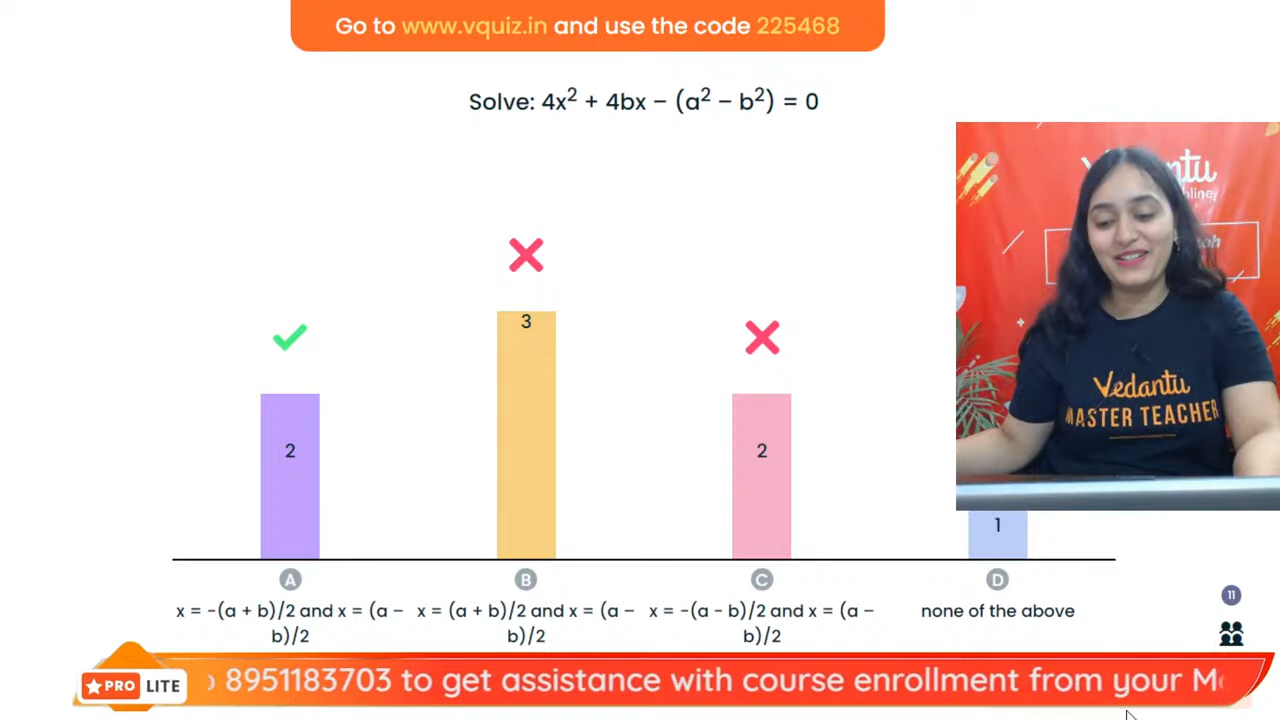 Go to www.vquiz.in and use the code 225468
Solve: 4x² + 4bx − (a² − b²) = 0
Vedantu
MASTER TEACHER
3
2
2
1
A
B
C
D
x = -(a + b)/2 and x = (a − b)/2
x = (a + b)/2 and x = (a − b)/2
x = -(a - b)/2 and x = (a − b)/2
none of the above
11
PRO LITE
8951183703 to get assistance with course enrollment from your